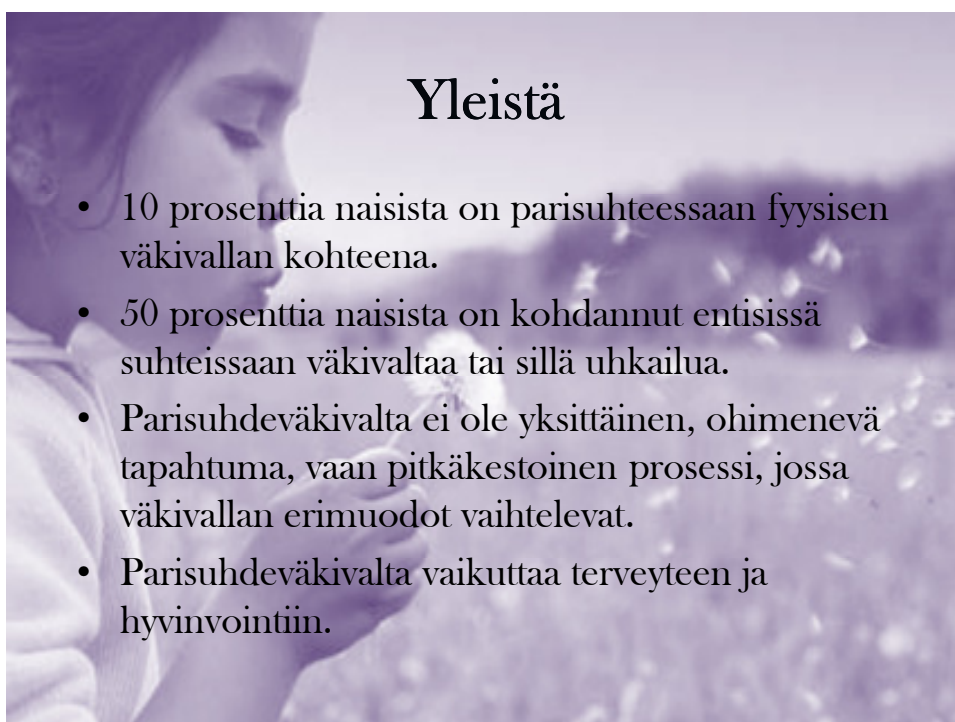 Yleistä
• 10 prosenttia naisista on parisuhteessaan fyysisen
väkivallan kohteena.
• 50 prosenttia naisista on kohdannut entisissä
suhteissaan väkivaltaa tai sillä uhkailua.
• Parisuhdeväkivalta ei ole yksittäinen, ohimenevä
tapahtuma, vaan pitkäkestoinen prosessi, jossa
väkivallan erimuodot vaihtelevat.
• Parisuhdeväkivalta vaikuttaa terveyteen ja
hyvinvointiin.